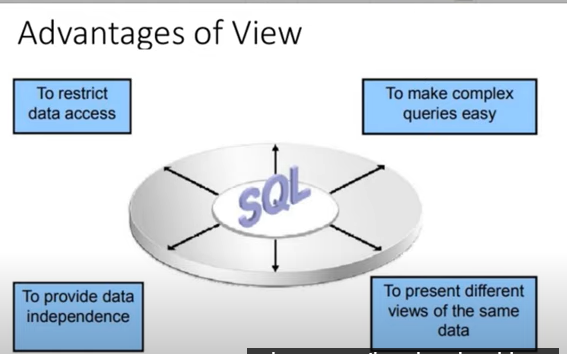 Advantages of View
To restrict
data access
To make complex
queries easy
SQL
To provide data
independence
To present different
views of the same
data